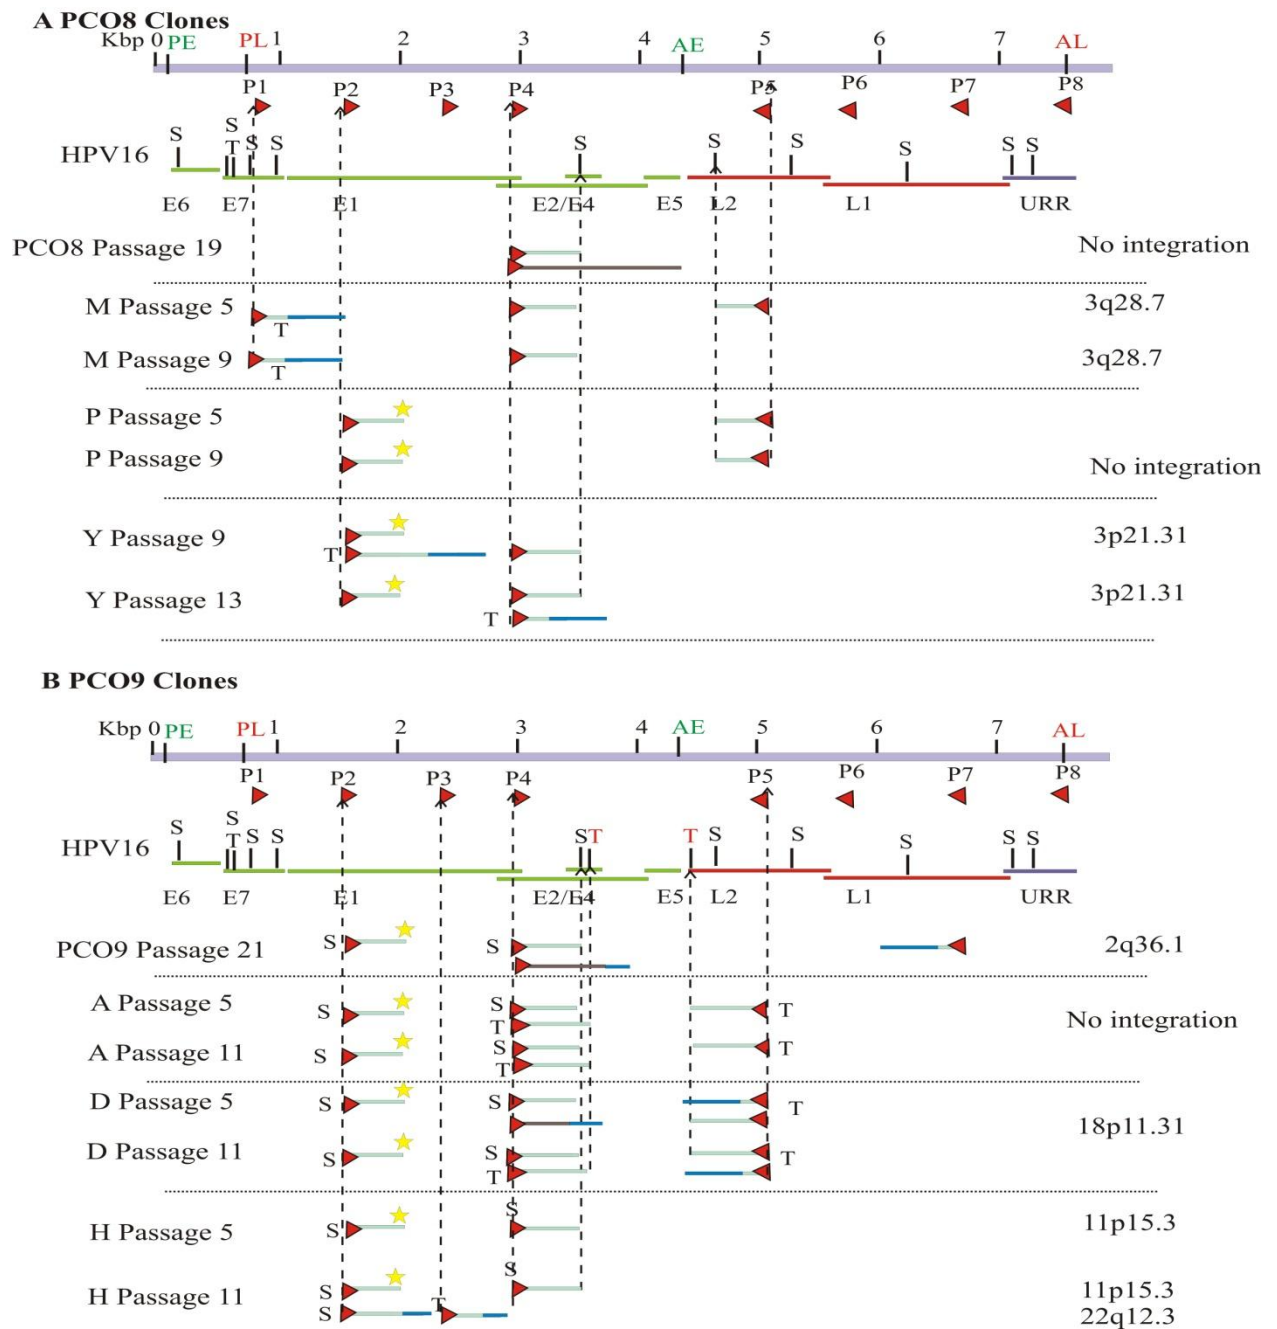 A PCO8 Clones
Kbp 0 PE PL 1 2 3 4 AE 5 6 7 AL
P1 P2 P3 P4 P5 P6 P7 P8
S S T S S S S S S S S
HPV16
E6 E7 E1 E2/E4 E5 L2 L1 URR
PCO8 Passage 19 No integration
M Passage 5 T 3q28.7
M Passage 9 T 3q28.7
P Passage 5
P Passage 9 No integration
Y Passage 9 T 3p21.31
Y Passage 13 T 3p21.31
B PCO9 Clones
Kbp 0 PE PL 1 2 3 4 AE 5 6 7 AL
P1 P2 P3 P4 P5 P6 P7 P8
S S T S S S T T S S S S S
HPV16
E6 E7 E1 E2/E4 E5 L2 L1 URR
PCO9 Passage 21 S S 2q36.1
A Passage 5 S S T T No integration
A Passage 11 S S T T
D Passage 5 S S T 18p11.31
D Passage 11 S S T T
H Passage 5 S S 11p15.3
H Passage 11 S S 11p15.3
S T 22q12.3